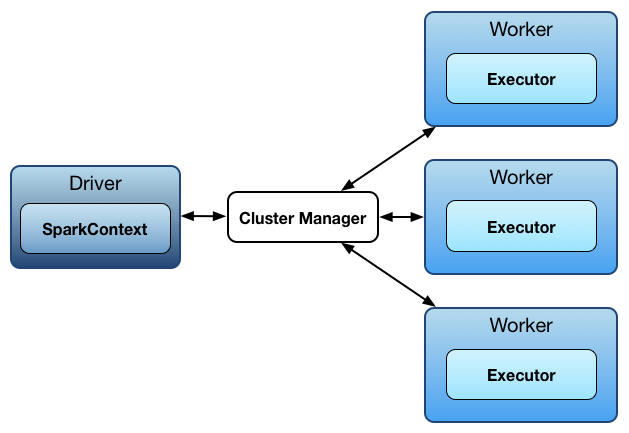 Driver
SparkContext
Cluster Manager
Worker
Executor
Worker
Executor
Worker
Executor